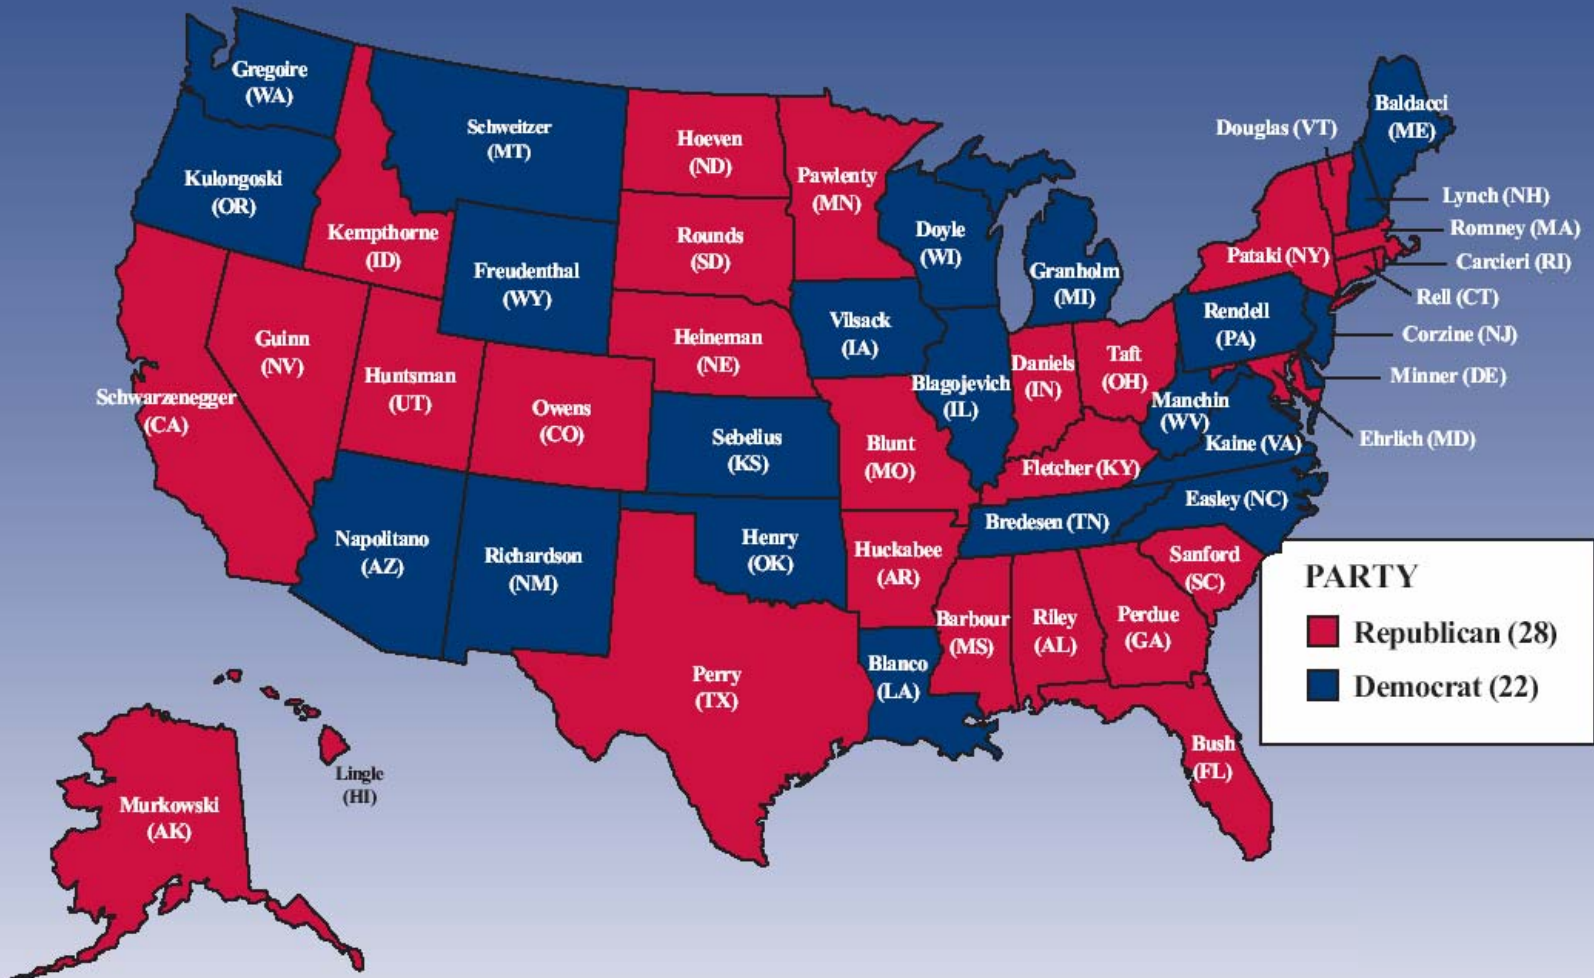 Gregoire
(WA)
Kulongoski
(OR)
Schweitzer
(MT)
Kempthorne
(ID)
Freudenthal
(WY)
Hoeven
(ND)
Rounds
(SD)
Heineman
(NE)
Pawlenty
(MN)
Doyle
(WI)
Granholm
(MI)
Vilsack
(IA)
Guinn
(NV)
Huntsman
(UT)
Schwarzenegger
(CA)
Owens
(CO)
Sebelius
(KS)
Blunt
(MO)
Blagojevich
(IL)
Daniels
(IN)
Taft
(OH)
Rendell
(PA)
Manchin
(WV)
Kaine (VA)
Fletcher (KY)
Bredesen (TN)
Easley (NC)
Sanford
(SC)
Napolitano
(AZ)
Richardson
(NM)
Henry
(OK)
Huckabee
(AR)
Barbour
(MS)
Riley
(AL)
Perdue
(GA)
Perry
(TX)
Blanco
(LA)
Bush
(FL)
Murkowski
(AK)
Lingle
(HI)
Baldacci
(ME)
Douglas (VT)
Lynch (NH)
Romney (MA)
Pataki (NY)
Carcieri (RI)
Rell (CT)
Corzine (NJ)
Minner (DE)
Ehrlich (MD)
PARTY
Republican (28)
Democrat (22)